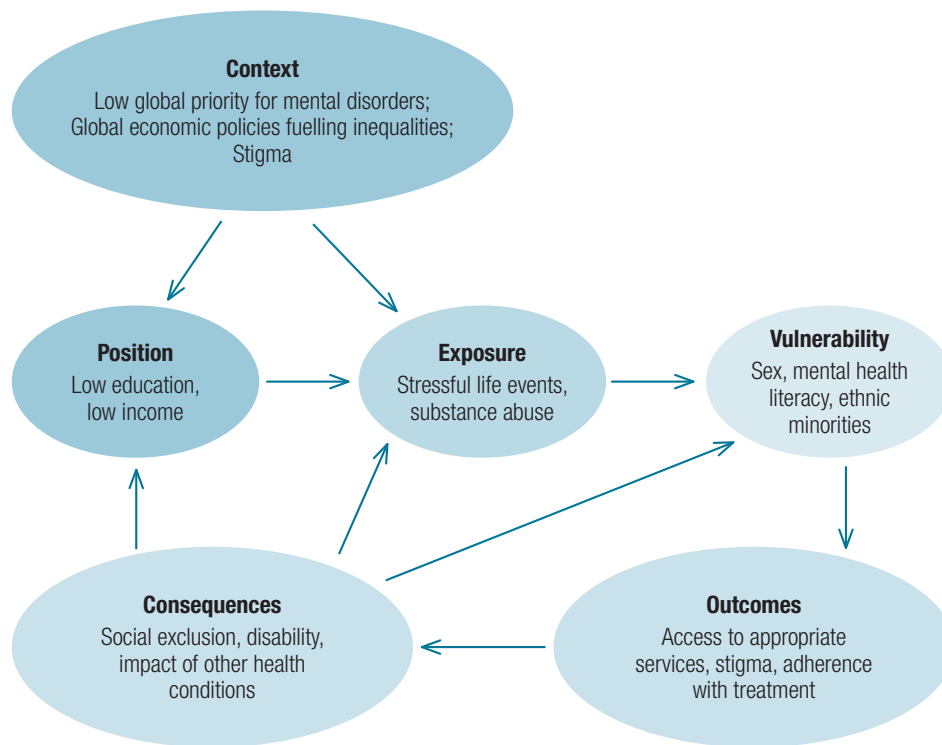 Context
Low global priority for mental disorders;
Global economic policies fuelling inequalities;
Stigma
Position
Low education,
low income
Exposure
Stressful life events,
substance abuse
Vulnerability
Sex, mental health
literacy, ethnic
minorities
Consequences
Social exclusion, disability,
impact of other health
conditions
Outcomes
Access to appropriate
services, stigma, adherence
with treatment